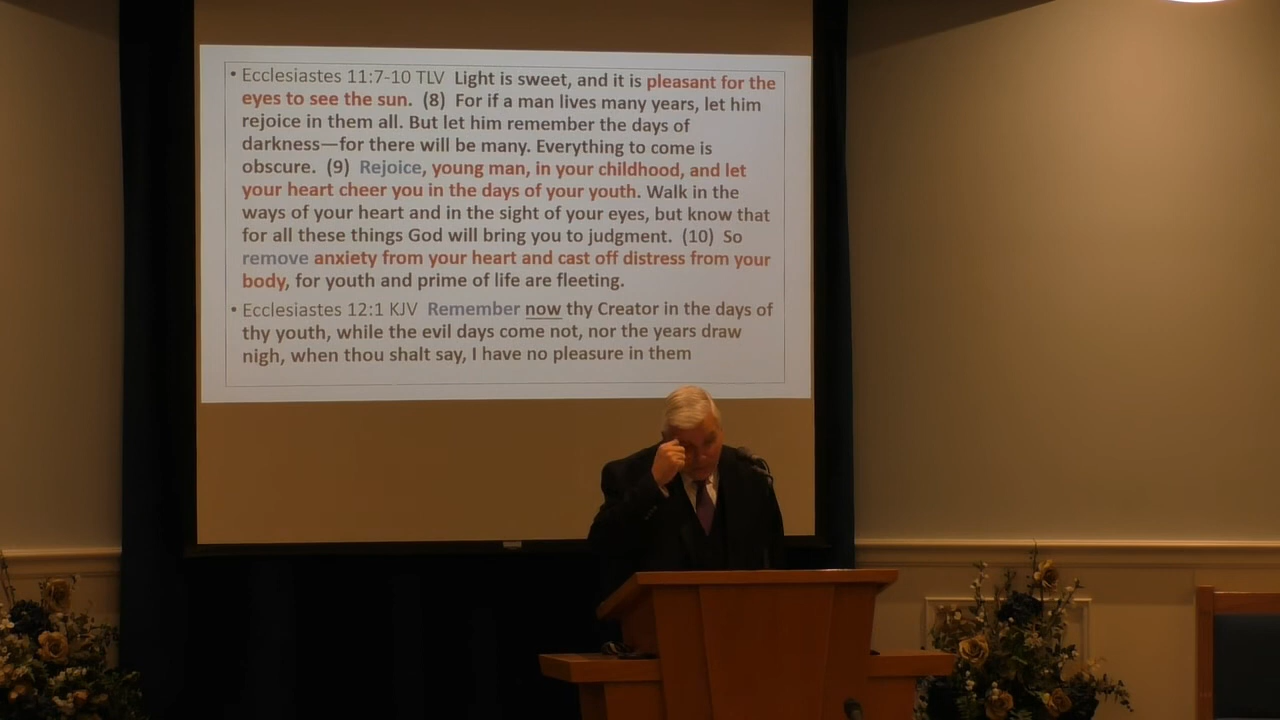 • Ecclesiastes 11:7-10 TLV Light is sweet, and it is pleasant for the
eyes to see the sun. (8) For if a man lives many years, let him
rejoice in them all. But let him remember the days of
darkness—for there will be many. Everything to come is
obscure. (9) Rejoice, young man, in your childhood, and let
your heart cheer you in the days of your youth. Walk in the
ways of your heart and in the sight of your eyes, but know that
for all these things God will bring you to judgment. (10) So
remove anxiety from your heart and cast off distress from your
body, for youth and prime of life are fleeting.
• Ecclesiastes 12:1 KJV Remember now thy Creator in the days of
thy youth, while the evil days come not, nor the years draw
nigh, when thou shalt say, I have no pleasure in them